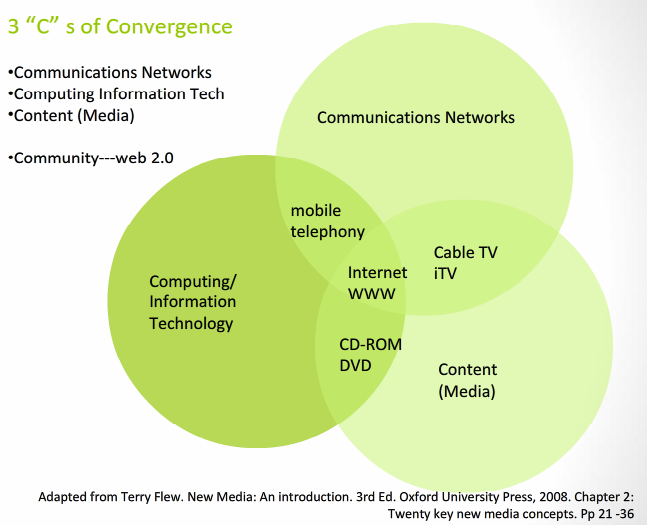 3 “C” s of Convergence
•Communications Networks
•Computing Information Tech
•Content (Media)
•Community---web 2.0
Communications Networks
mobile
telephony
Cable TV
iTV
Internet
WWW
Computing/
Information
Technology
CD-ROM
DVD
Content
(Media)
Adapted from Terry Flew. New Media: An introduction. 3rd Ed. Oxford University Press, 2008. Chapter 2:
Twenty key new media concepts. Pp 21 -36